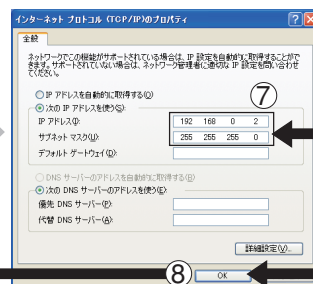 インターネット プロトコル (TCP/IP)のプロパティ
全般
ネットワークでこの機能がサポートされている場合は、IP 設定を自動的に取得することがで
きます。サポートされていない場合は、ネットワーク管理者に適切な IP 設定を問い合わせ
てください。
IP アドレスを自動的に取得する(O)
⑦
次の IP アドレスを使う(S):
IP アドレス(I): 192 168 0 2
サブネット マスク(U): 255 255 255 0
デフォルト ゲートウェイ(D):
DNS サーバーのアドレスを自動的に取得する(B)
次の DNS サーバーのアドレスを使う(E):
優先 DNS サーバー(P):
代替 DNS サーバー(A):
詳細設定(V)...
⑧ OK